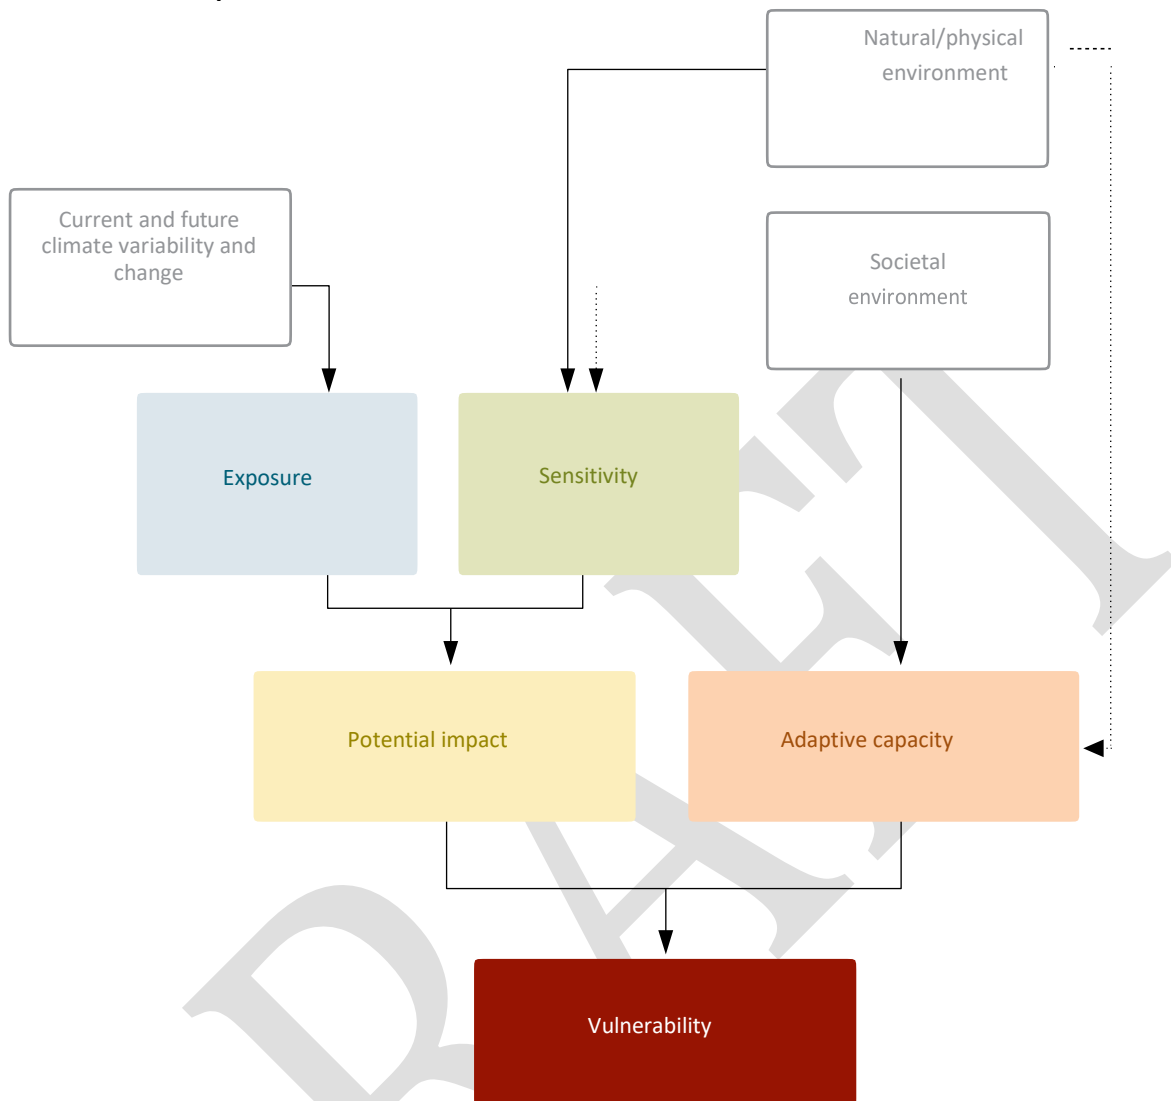 Natural/physical
environment
Current and future
climate variability and
change
Societal
environment
Exposure
Sensitivity
Potential impact
Adaptive capacity
Vulnerability
DRAFT